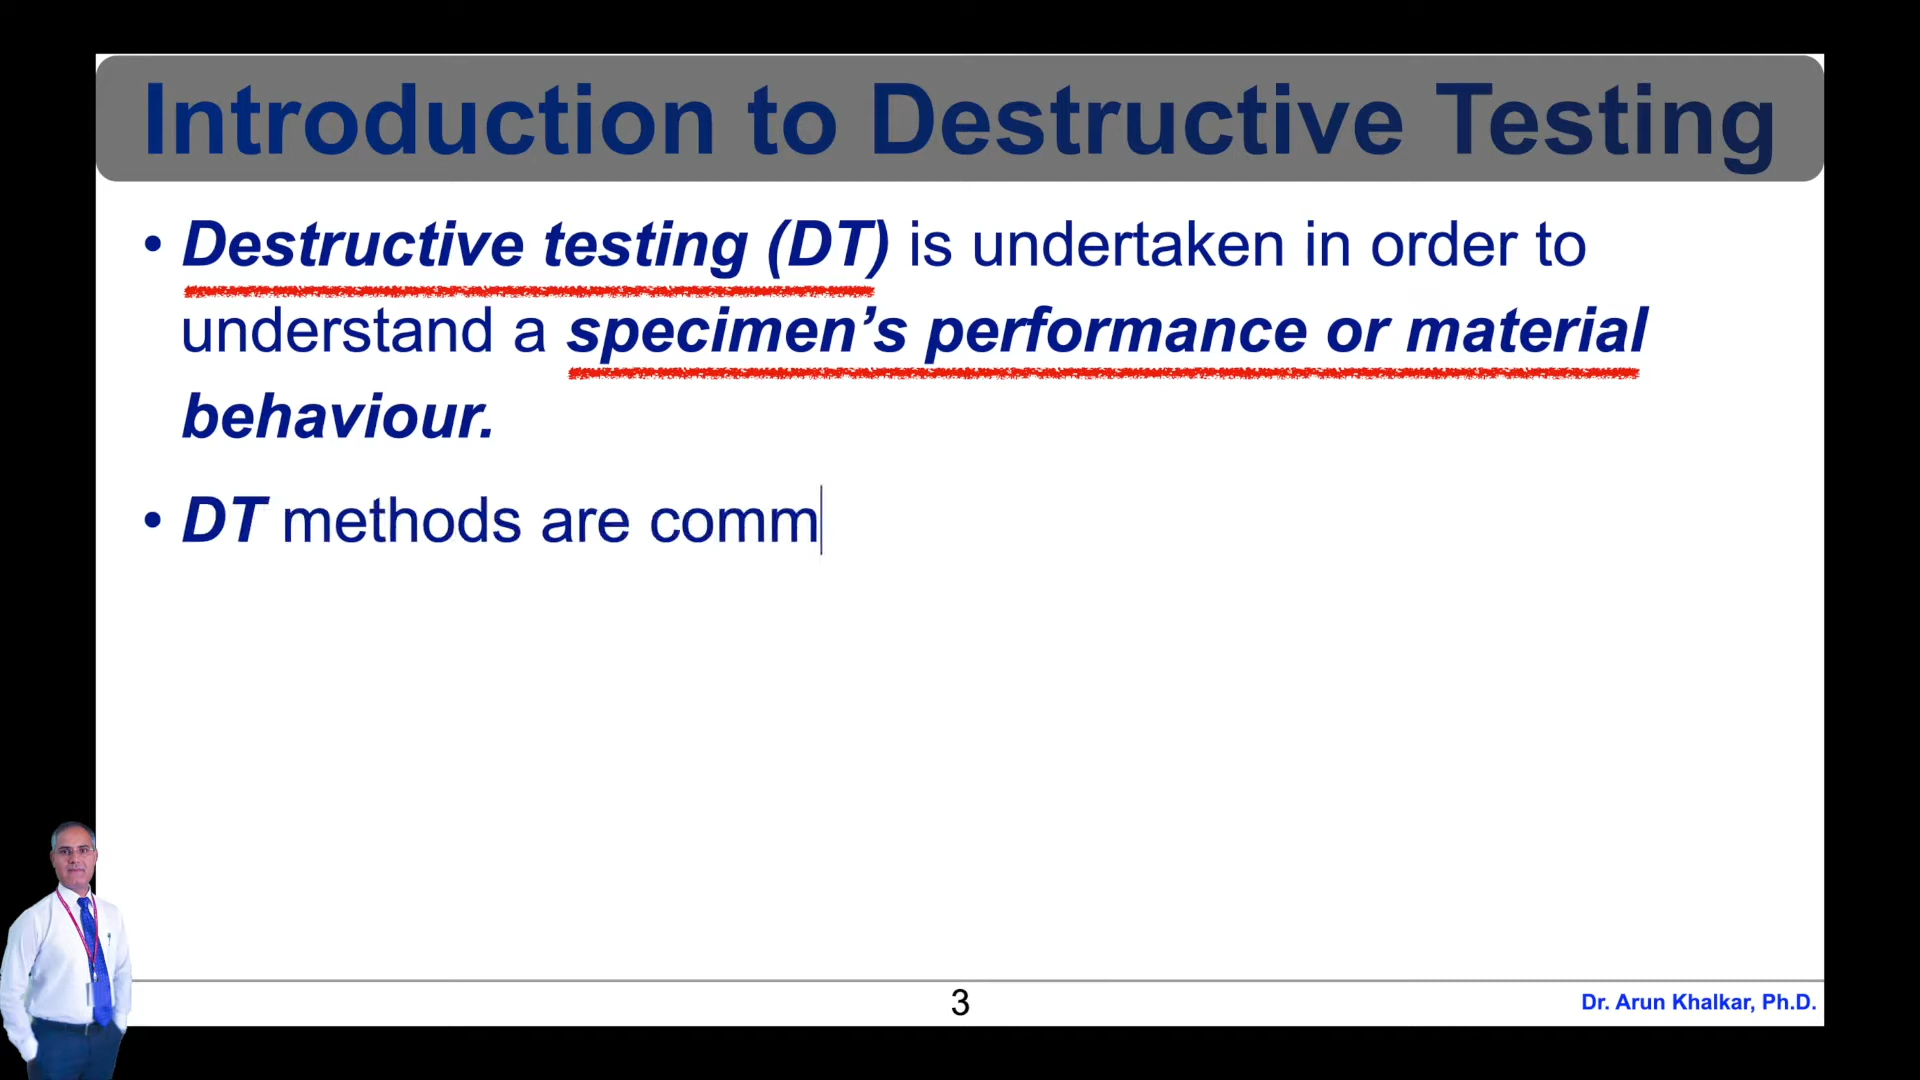 Introduction to Destructive Testing
• Destructive testing (DT) is undertaken in order to
understand a specimen’s performance or material
behaviour.
• DT methods are comm
3
Dr. Arun Khalkar, Ph.D.